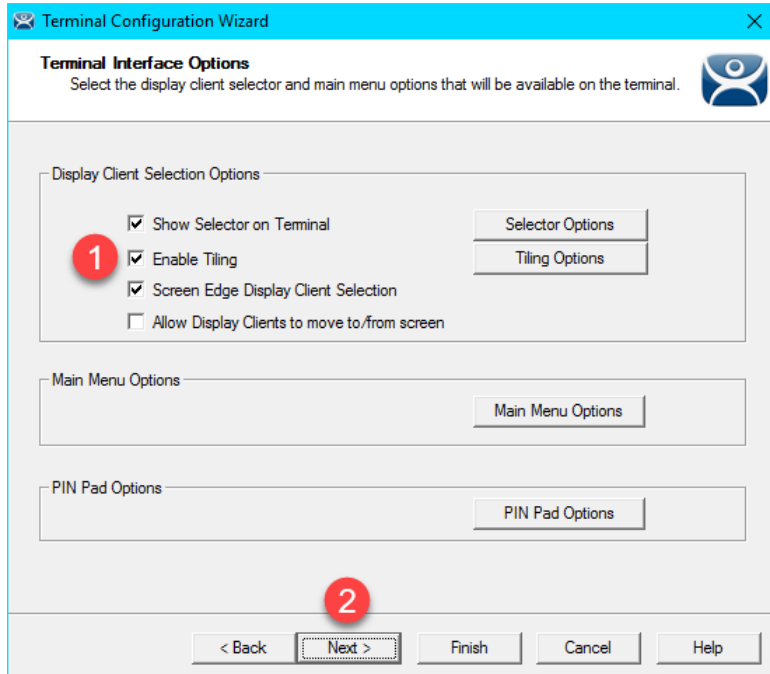 Terminal Configuration Wizard
Terminal Interface Options
Select the display client selector and main menu options that will be available on the terminal.
Display Client Selection Options
Show Selector on Terminal
Selector Options
1
Enable Tiling
Tiling Options
Screen Edge Display Client Selection
Allow Display Clients to move to/from screen
Main Menu Options
Main Menu Options
PIN Pad Options
PIN Pad Options
2
< Back
Next >
Finish
Cancel
Help